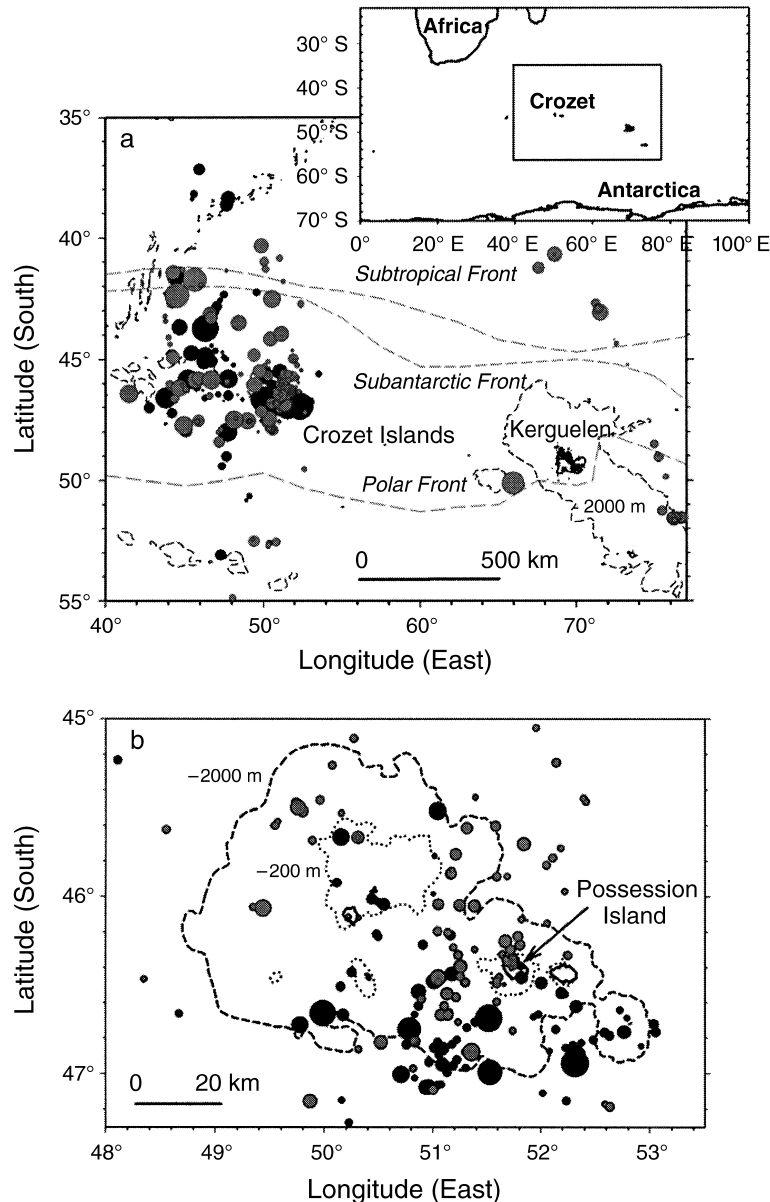 Africa
30° S
40° S
50°S
60° S
70° S
Crozet
Antarctica
0°
20° E
40° E
60° E
80° E
100° E
a
35°
40°
45°
50°
55°
Latitude (South)
Subtropical Front
Subantarctic Front
Crozet Islands
Kerguelen
Polar Front
2000 m
0
500 km
40°
50°
60°
70°
Longitude (East)
b
45°
46°
47°
Latitude (South)
−2000 m
−200 m
Possession
Island
0
20 km
48°
49°
50°
51°
52°
53°
Longitude (East)